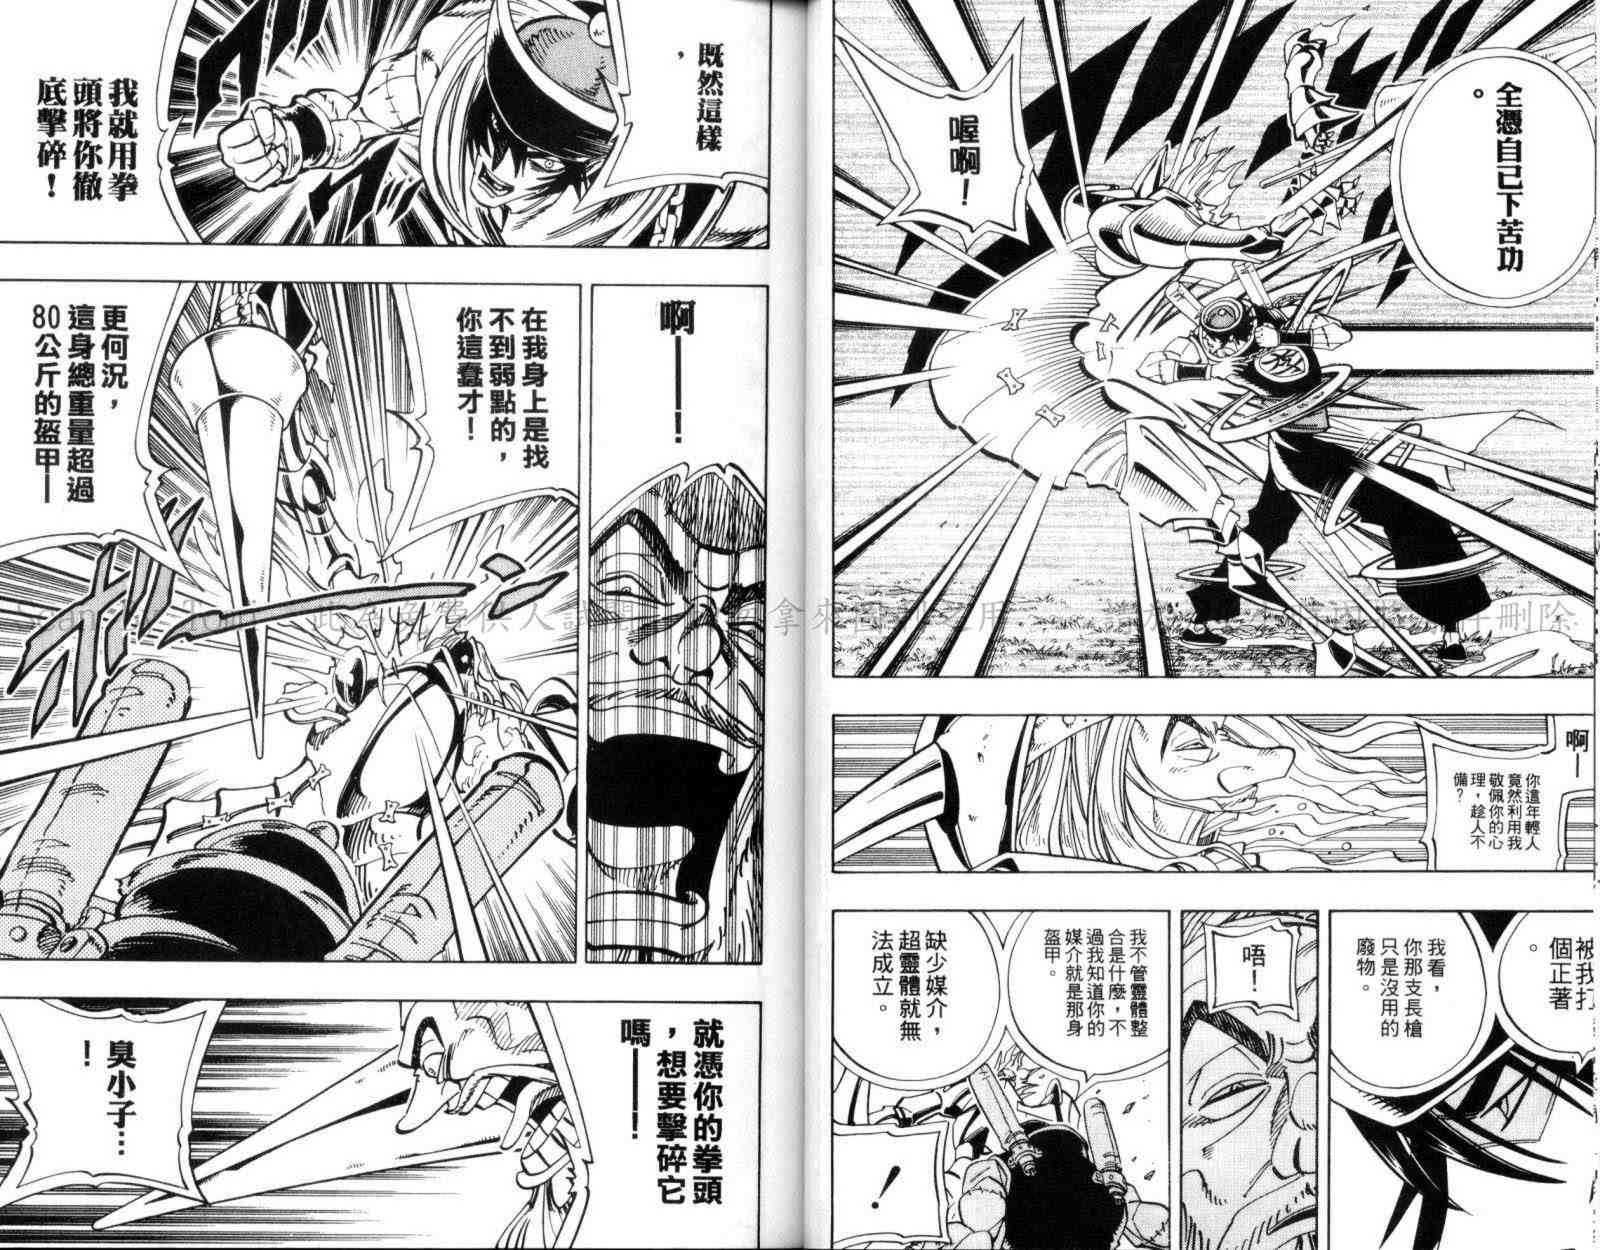 全憑自己下苦功
。
喔啊！
啊—
你這年輕人
竟然利用我
敬佩你的心
理，趁人不
備？
被我打
個正著
。
我看，
你那支長槍
只是沒用的
廢物。
唔！
我不管靈體整
合是什麼，不
過我知道你的
媒介就是那身
盔甲。
缺少媒介，
超靈體就無
法成立。
！
既然這樣
，
我就用拳
頭將你徹
底擊碎！
啊——！
在我身上是找
不到弱點的，
你這蠢才！
更何況，
這身總重量超過
80公斤的盔甲——
ガガーン
就憑你的拳頭
，想要擊碎它
嗎——！
臭小子…
！
刪除